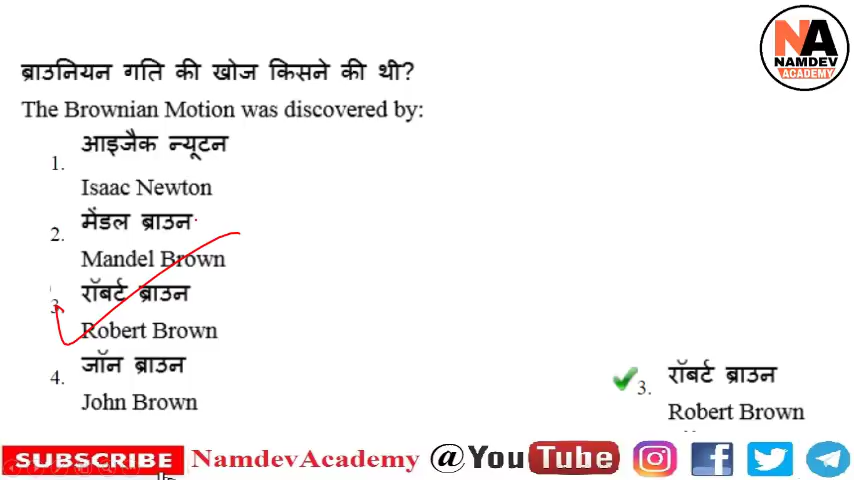 NA
NAMDEV
ACADEMY
ब्राउनियन गति की खोज किसने की थी?
The Brownian Motion was discovered by:
1. आइजैक न्यूटन
Isaac Newton
2. मेंडल ब्राउन
Mandel Brown
3. रॉबर्ट ब्राउन
Robert Brown
4. जॉन ब्राउन
John Brown
3. रॉबर्ट ब्राउन
Robert Brown
SUBSCRIBE NamdevAcademy @YouTube